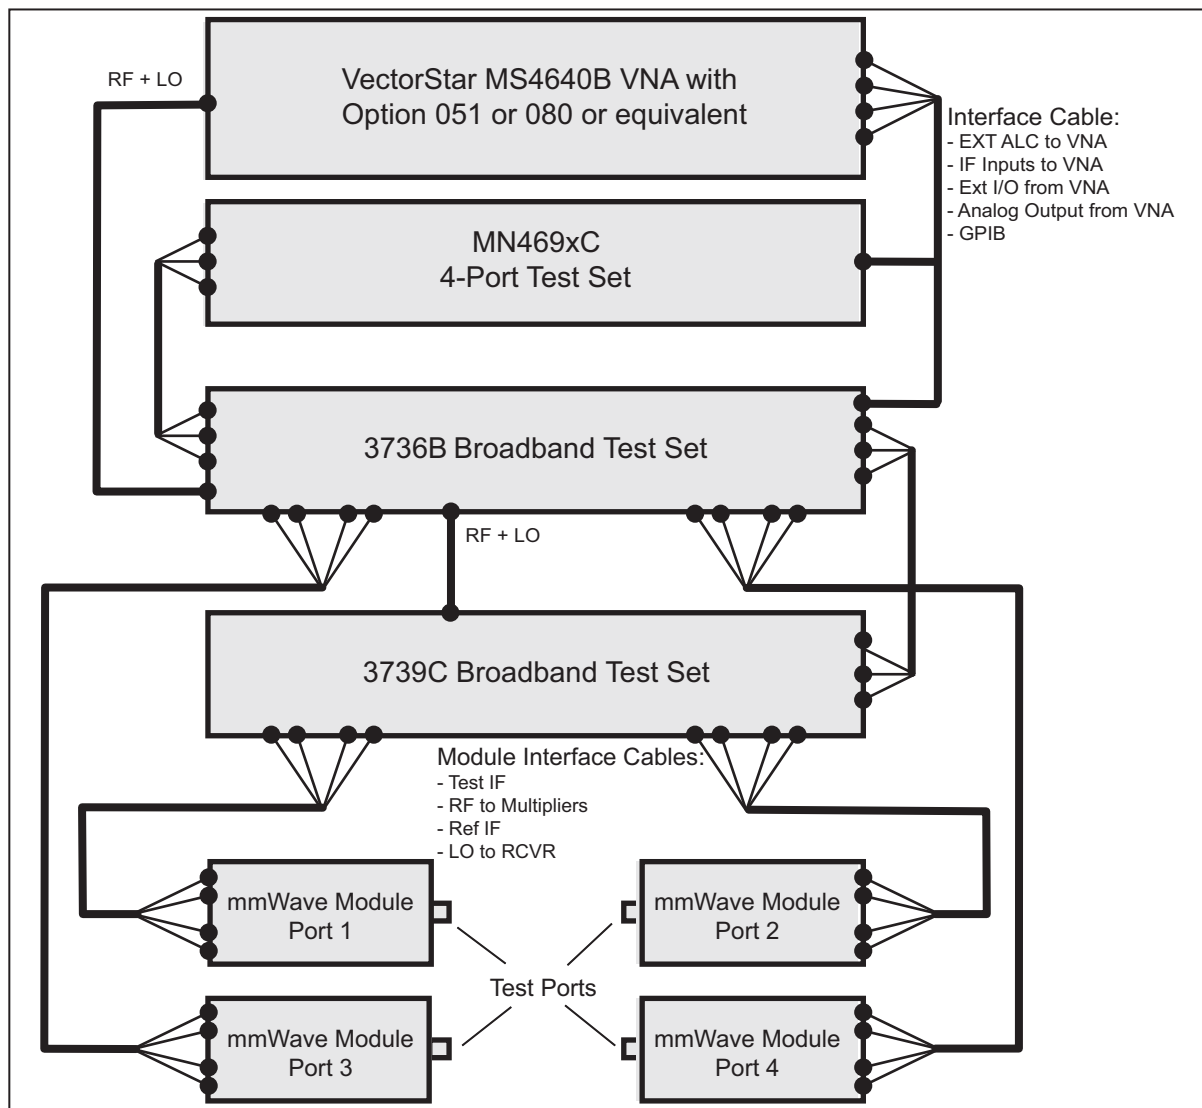 VectorStar MS4640B VNA with
Option 051 or 080 or equivalent
RF + LO
Interface Cable:
- EXT ALC to VNA
- IF Inputs to VNA
- Ext I/O from VNA
- Analog Output from VNA
- GPIB
MN469xC
4-Port Test Set
3736B Broadband Test Set
RF + LO
3739C Broadband Test Set
Module Interface Cables:
- Test IF
- RF to Multipliers
- Ref IF
- LO to RCVR
mmWave Module
Port 1
mmWave Module
Port 2
Test Ports
mmWave Module
Port 3
mmWave Module
Port 4